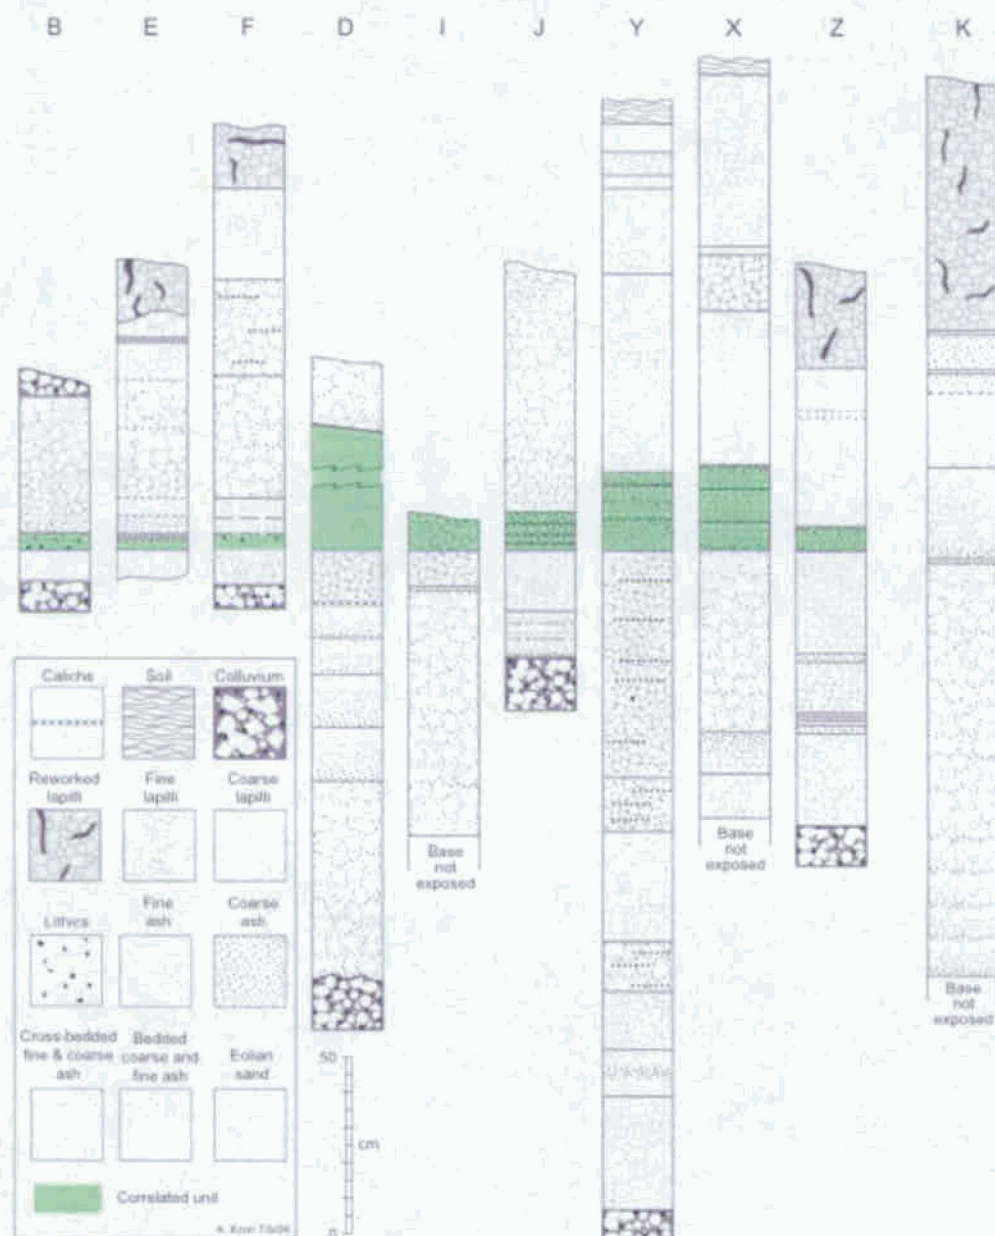 B E F D I J Y X Z K
Base
not
exposed
Base
not
exposed
Base
not
exposed
Caliche Soil Colluvium
Reworked
lapilli
Fine
lapilli
Coarse
lapilli
Lithics
Fine
ash
Coarse
ash
Cross-bedded
fine & coarse
ash
Bedded
coarse and
fine ash
Eolian
sand
Correlated unit
50
cm
0